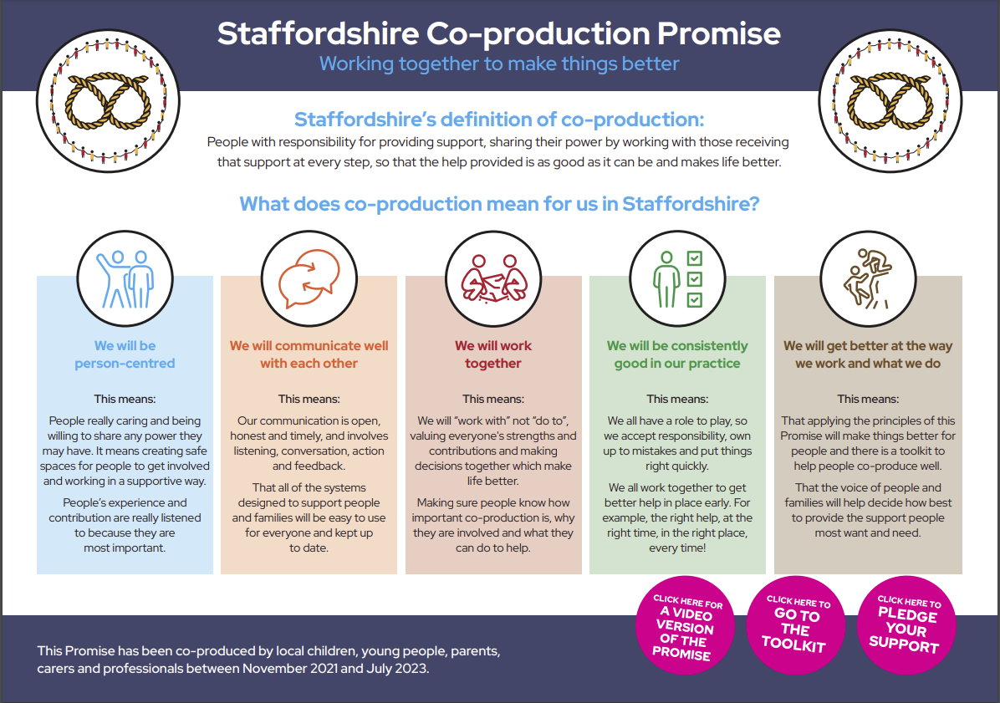 Staffordshire Co-production Promise
Working together to make things better
Staffordshire's definition of co-production:
People with responsibility for providing support, sharing their power by working with those receiving
that support at every step, so that the help provided is as good as it can be and makes life better.
What does co-production mean for us in Staffordshire?
We will be
person-centred
This means:
People really caring and being
willing to share any power they
may have. It means creating safe
spaces for people to get involved
and working in a supportive way.
People's experience and
contribution are really listened
to because they are
most important.
We will communicate well
with each other
This means:
Our communication is open,
honest and timely, and involves
listening, conversation, action
and feedback.
That all of the systems
designed to support people
and families will be easy to use
for everyone and kept up
to date.
We will work
together
This means:
We will "work with" not "do to",
valuing everyone's strengths and
contributions and making
decisions together which make
life better.
Making sure people know how
important co-production is, why
they are involved and what they
can do to help.
We will be consistently
good in our practice
This means:
We all have a role to play, so
we accept responsibility, own
up to mistakes and put things
right quickly.
We all work together to get
better help in place early. For
example, the right help, at the
right time, in the right place,
every time!
We will get better at the way
we work and what we do
This means:
That applying the principles of this
Promise will make things better for
people and there is a toolkit to
help people co-produce well.
That the voice of people and
families will help decide how best
to provide the support people
most want and need.
CLICK HERE FOR
A VIDEO
VERSION
OF THE
PROMISE
CLICK HERE TO
GO TO
THE
TOOLKIT
CLICK HERE TO
PLEDGE
YOUR
SUPPORT
This Promise has been co-produced by local children, young people, parents,
carers and professionals between November 2021 and July 2023.